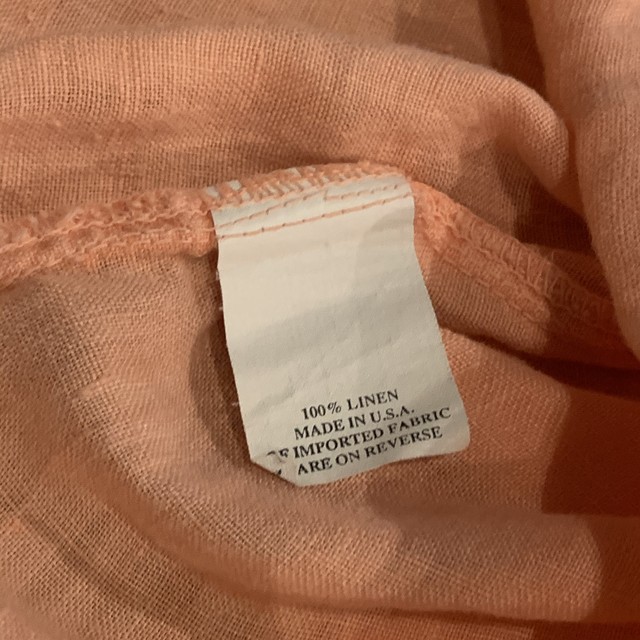 100% LINEN
MADE IN U.S.A.
OF IMPORTED FABRIC
ARE ON REVERSE